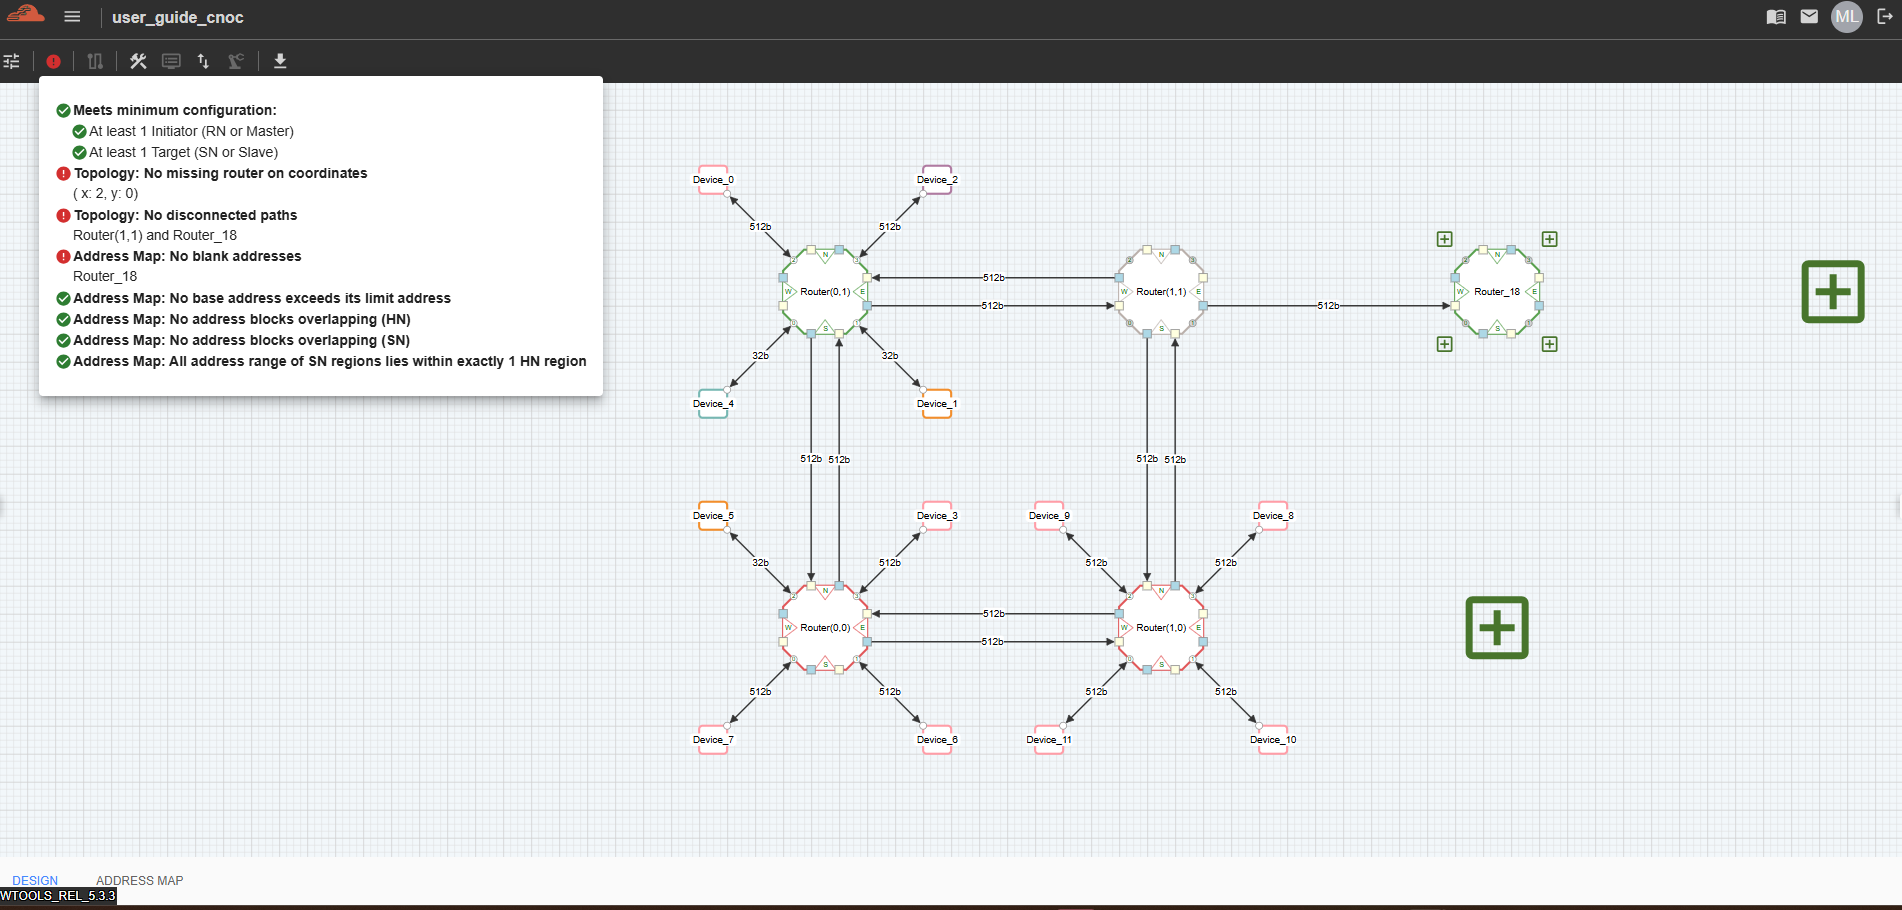 user_guide_cnoc
ML
Meets minimum configuration:
At least 1 Initiator (RN or Master)
At least 1 Target (SN or Slave)
Topology: No missing router on coordinates
( x: 2, y: 0)
Topology: No disconnected paths
Router(1,1) and Router_18
Address Map: No blank addresses
Router_18
Address Map: No base address exceeds its limit address
Address Map: No address blocks overlapping (HN)
Address Map: No address blocks overlapping (SN)
Address Map: All address range of SN regions lies within exactly 1 HN region
Device_0
Device_2
512b
512b
N
N
N
512b
W
Router(0,1)
E
W
Router(1,1)
E
W
Router_18
E
512b
512b
S
S
S
32b
32b
Device_4
Device_1
512b
512b
512b
512b
Device_5
Device_3
Device_9
Device_8
32b
512b
512b
512b
N
N
512b
W
Router(0,0)
E
W
Router(1,0)
E
512b
S
S
512b
512b
512b
512b
Device_7
Device_6
Device_11
Device_10
DESIGN
ADDRESS MAP
WTOOLS_REL_5.3.3